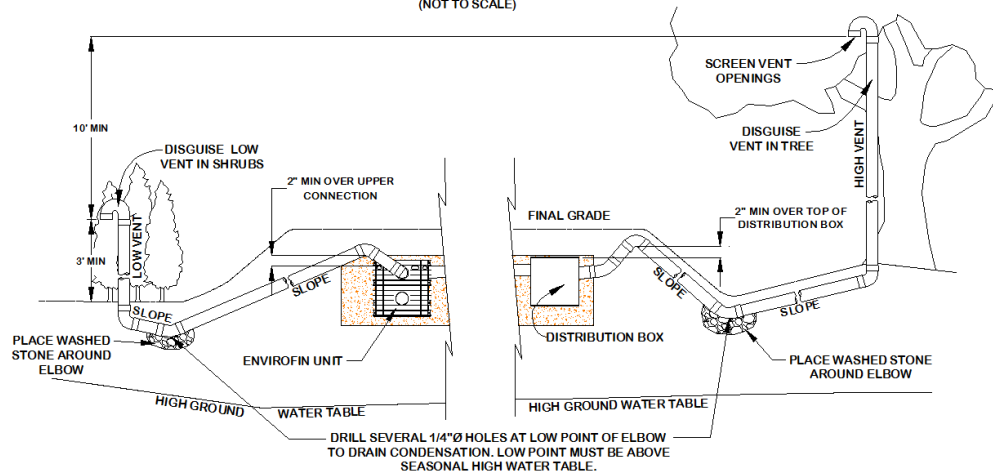 (NOT TO SCALE)
SCREEN VENT
OPENINGS
10' MIN
DISGUISE
VENT IN TREE
DISGUISE LOW
VENT IN SHRUBS
HIGH VENT
2" MIN OVER UPPER
CONNECTION
FINAL GRADE
2" MIN OVER TOP OF
DISTRIBUTION BOX
LOW VENT
3' MIN
SLOPE
SLOPE
SLOPE
SLOPE
PLACE WASHED
STONE AROUND
ELBOW
ENVIROFIN UNIT
DISTRIBUTION BOX
PLACE WASHED STONE
AROUND ELBOW
HIGH GROUND WATER TABLE
HIGH GROUND WATER TABLE
DRILL SEVERAL 1/4"Ø HOLES AT LOW POINT OF ELBOW
TO DRAIN CONDENSATION. LOW POINT MUST BE ABOVE
SEASONAL HIGH WATER TABLE.